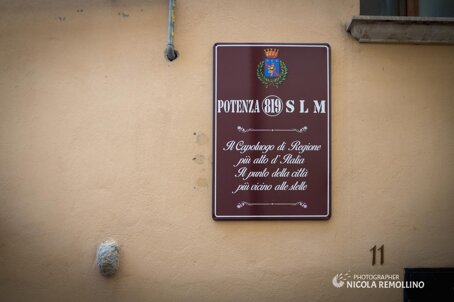 POTENZA 819 S L M
Il Capoluogo di Regione
più alto d'Italia
Il punto della città
più vicino alle stelle
11
PHOTOGRAPHER
NICOLA REMOLLINO